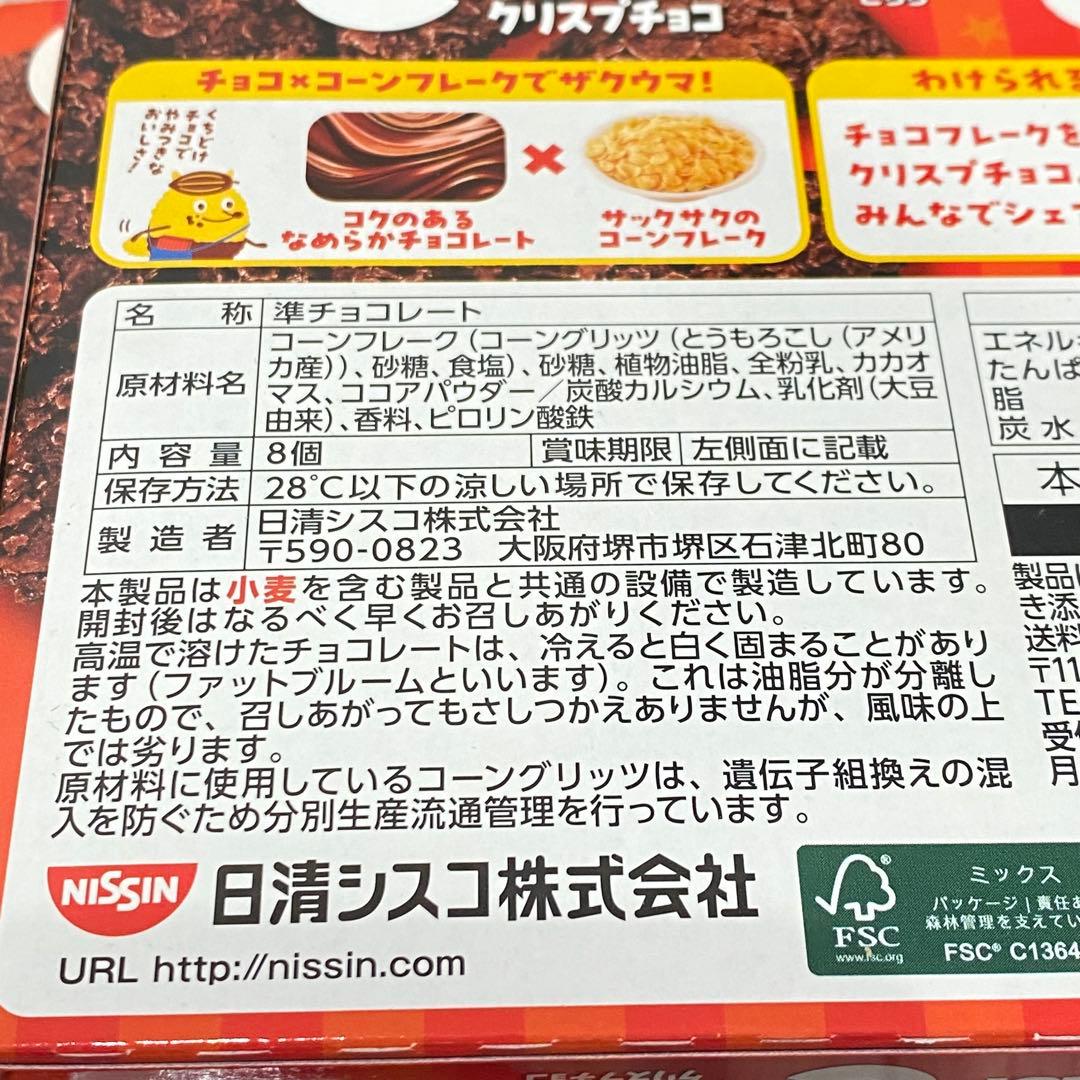 クリスプチョコ
チョコ×コーンフレークでザクウマ!
くちどけ
チョコで
やみつきな
おいしさ!
コクのある
なめらかチョコレート
×
サックサクの
コーンフレーク
わけられる
チョコフレークを
クリスプチョコ
みんなでシェ
名称 準チョコレート
原材料名 コーンフレーク(コーングリッツ(とうもろこし(アメリ
カ産))、砂糖、食塩)、砂糖、植物油脂、全粉乳、カカオ
マス、ココアパウダー/炭酸カルシウム、乳化剤(大豆
由来)、香料、ピロリン酸鉄
内容量 8個 賞味期限 左側面に記載
保存方法 28℃以下の涼しい場所で保存してください。
製造者 日清シスコ株式会社
〒590-0823 大阪府堺市堺区石津北町80
本製品は小麦を含む製品と共通の設備で製造しています。
開封後はなるべく早くお召しあがりください。
高温で溶けたチョコレートは、冷えると白く固まることがあり
ます(ファットブルームといいます)。これは油脂分が分離し
たもので、召しあがってもさしつかえありませんが、風味の上
では劣ります。
原材料に使用しているコーングリッツは、遺伝子組換えの混
入を防ぐため分別生産流通管理を行っています。
エネル
たんぱ
脂
炭水
本
製品
き添
送料
〒11
TE
受
月
NISSIN 日清シスコ株式会社
URL http://nissin.com
FSC
www.fsc.org
ミックス
パッケージ|責任あ
森林管理を支えてい
FSC® C1364